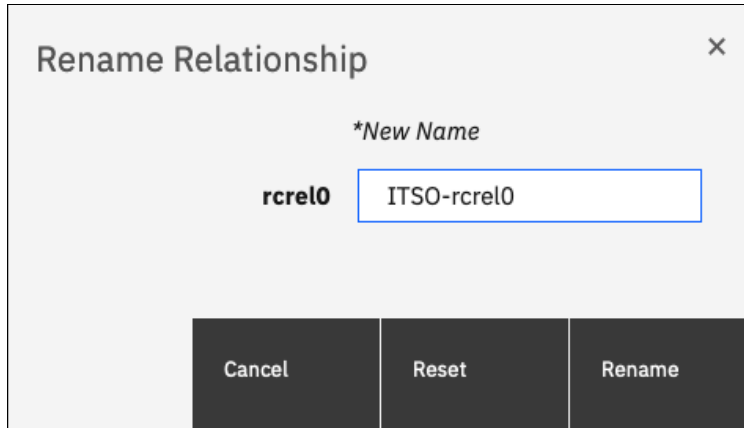 Rename Relationship
×
*New Name
rcrel0 ITSO-rcrel0
Cancel Reset Rename